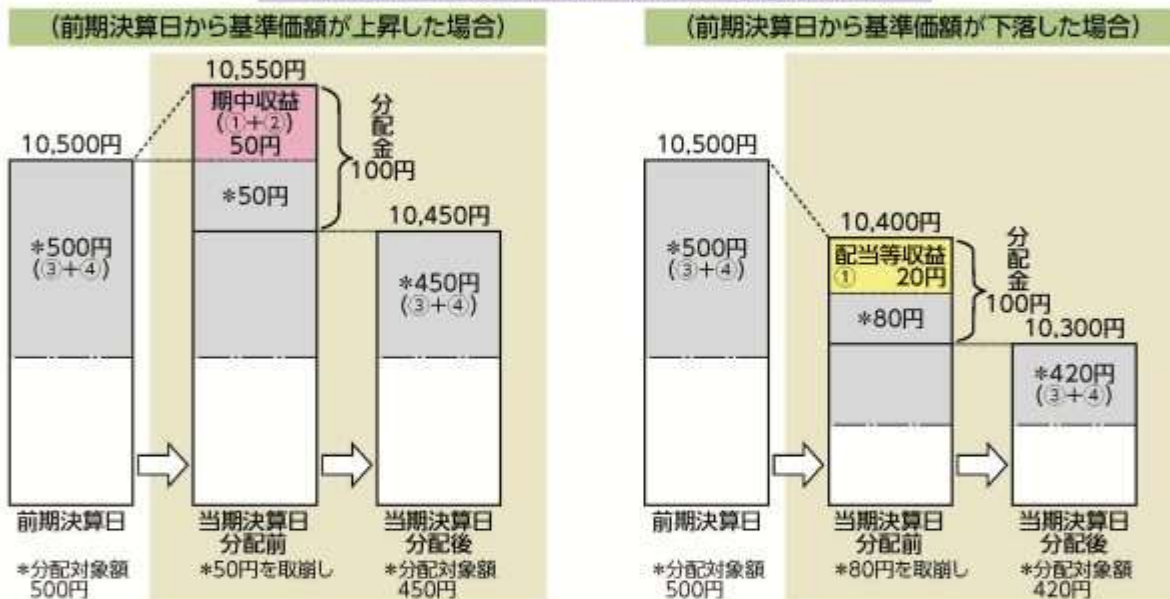 (前期決算日から基準価額が上昇した場合)
10,550円
期中収益
(①+②)
50円
分配金
100円
10,500円
*50円
10,450円
*500円
(③+④)
*450円
(③+④)
前期決算日
当期決算日
分配前
当期決算日
分配後
*分配対象額
500円
*50円を取崩し
*分配対象額
450円
(前期決算日から基準価額が下落した場合)
10,500円
10,400円
配当等収益
① 20円
分配金
100円
*500円
(③+④)
*80円
10,300円
*420円
(③+④)
前期決算日
当期決算日
分配前
当期決算日
分配後
*分配対象額
500円
*80円を取崩し
*分配対象額
420円